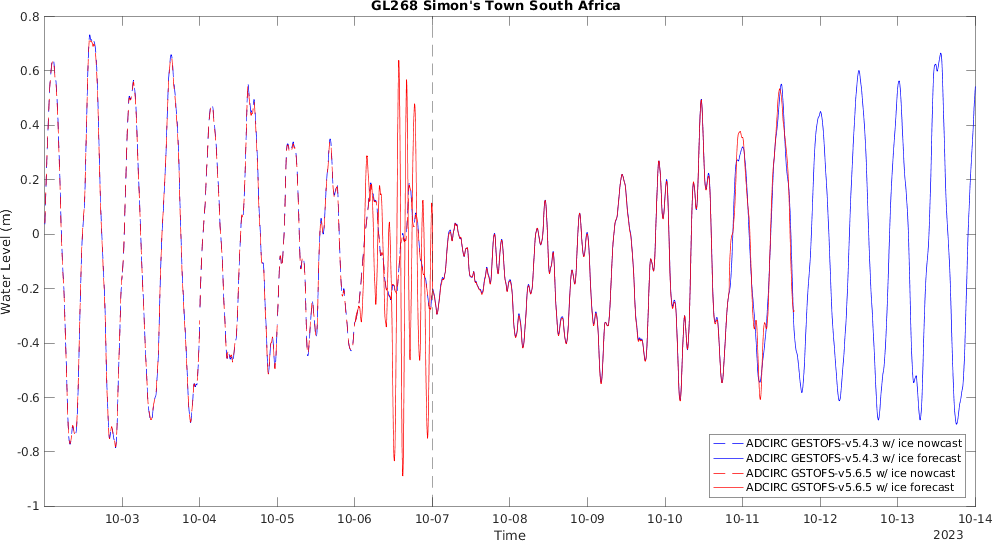 GL268 Simon's Town South Africa
0.8
0.6
0.4
0.2
0
-0.2
-0.4
-0.6
-0.8
-1
Water Level (m)
10-03 10-04 10-05 10-06 10-07 10-08 10-09 10-10 10-11 10-12 10-13 10-14
Time
2023
ADCIRC GESTOFS-v5.4.3 w/ ice nowcast
ADCIRC GESTOFS-v5.4.3 w/ ice forecast
ADCIRC GSTOFS-v5.6.5 w/ ice nowcast
ADCIRC GSTOFS-v5.6.5 w/ ice forecast